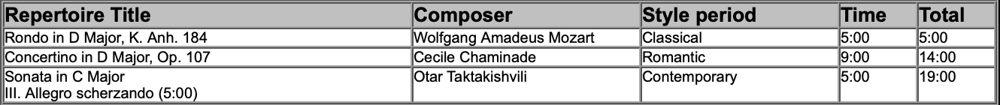 Repertoire Title Composer Style period Time Total
Rondo in D Major, K. Anh. 184 Wolfgang Amadeus Mozart Classical 5:00 5:00
Concertino in D Major, Op. 107 Cecile Chaminade Romantic 9:00 14:00
Sonata in C Major Otar Taktakishvili Contemporary 5:00 19:00
III. Allegro scherzando (5:00)